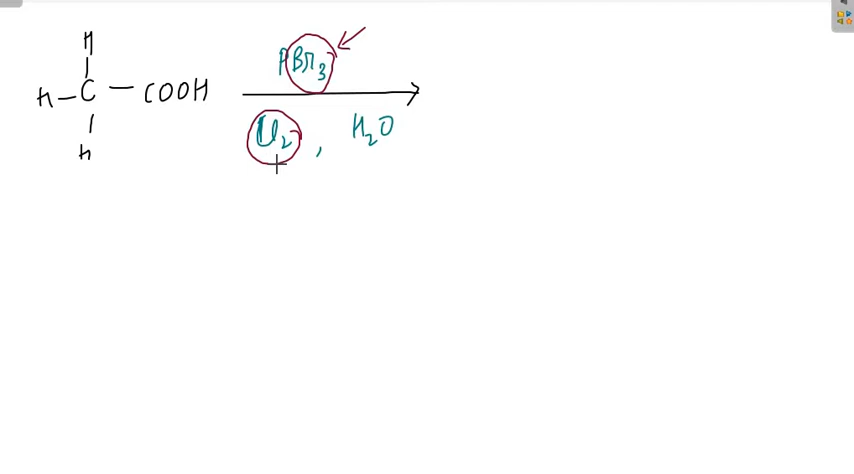 H
H-C-COOH
H
PBr3
Cl2, H2O